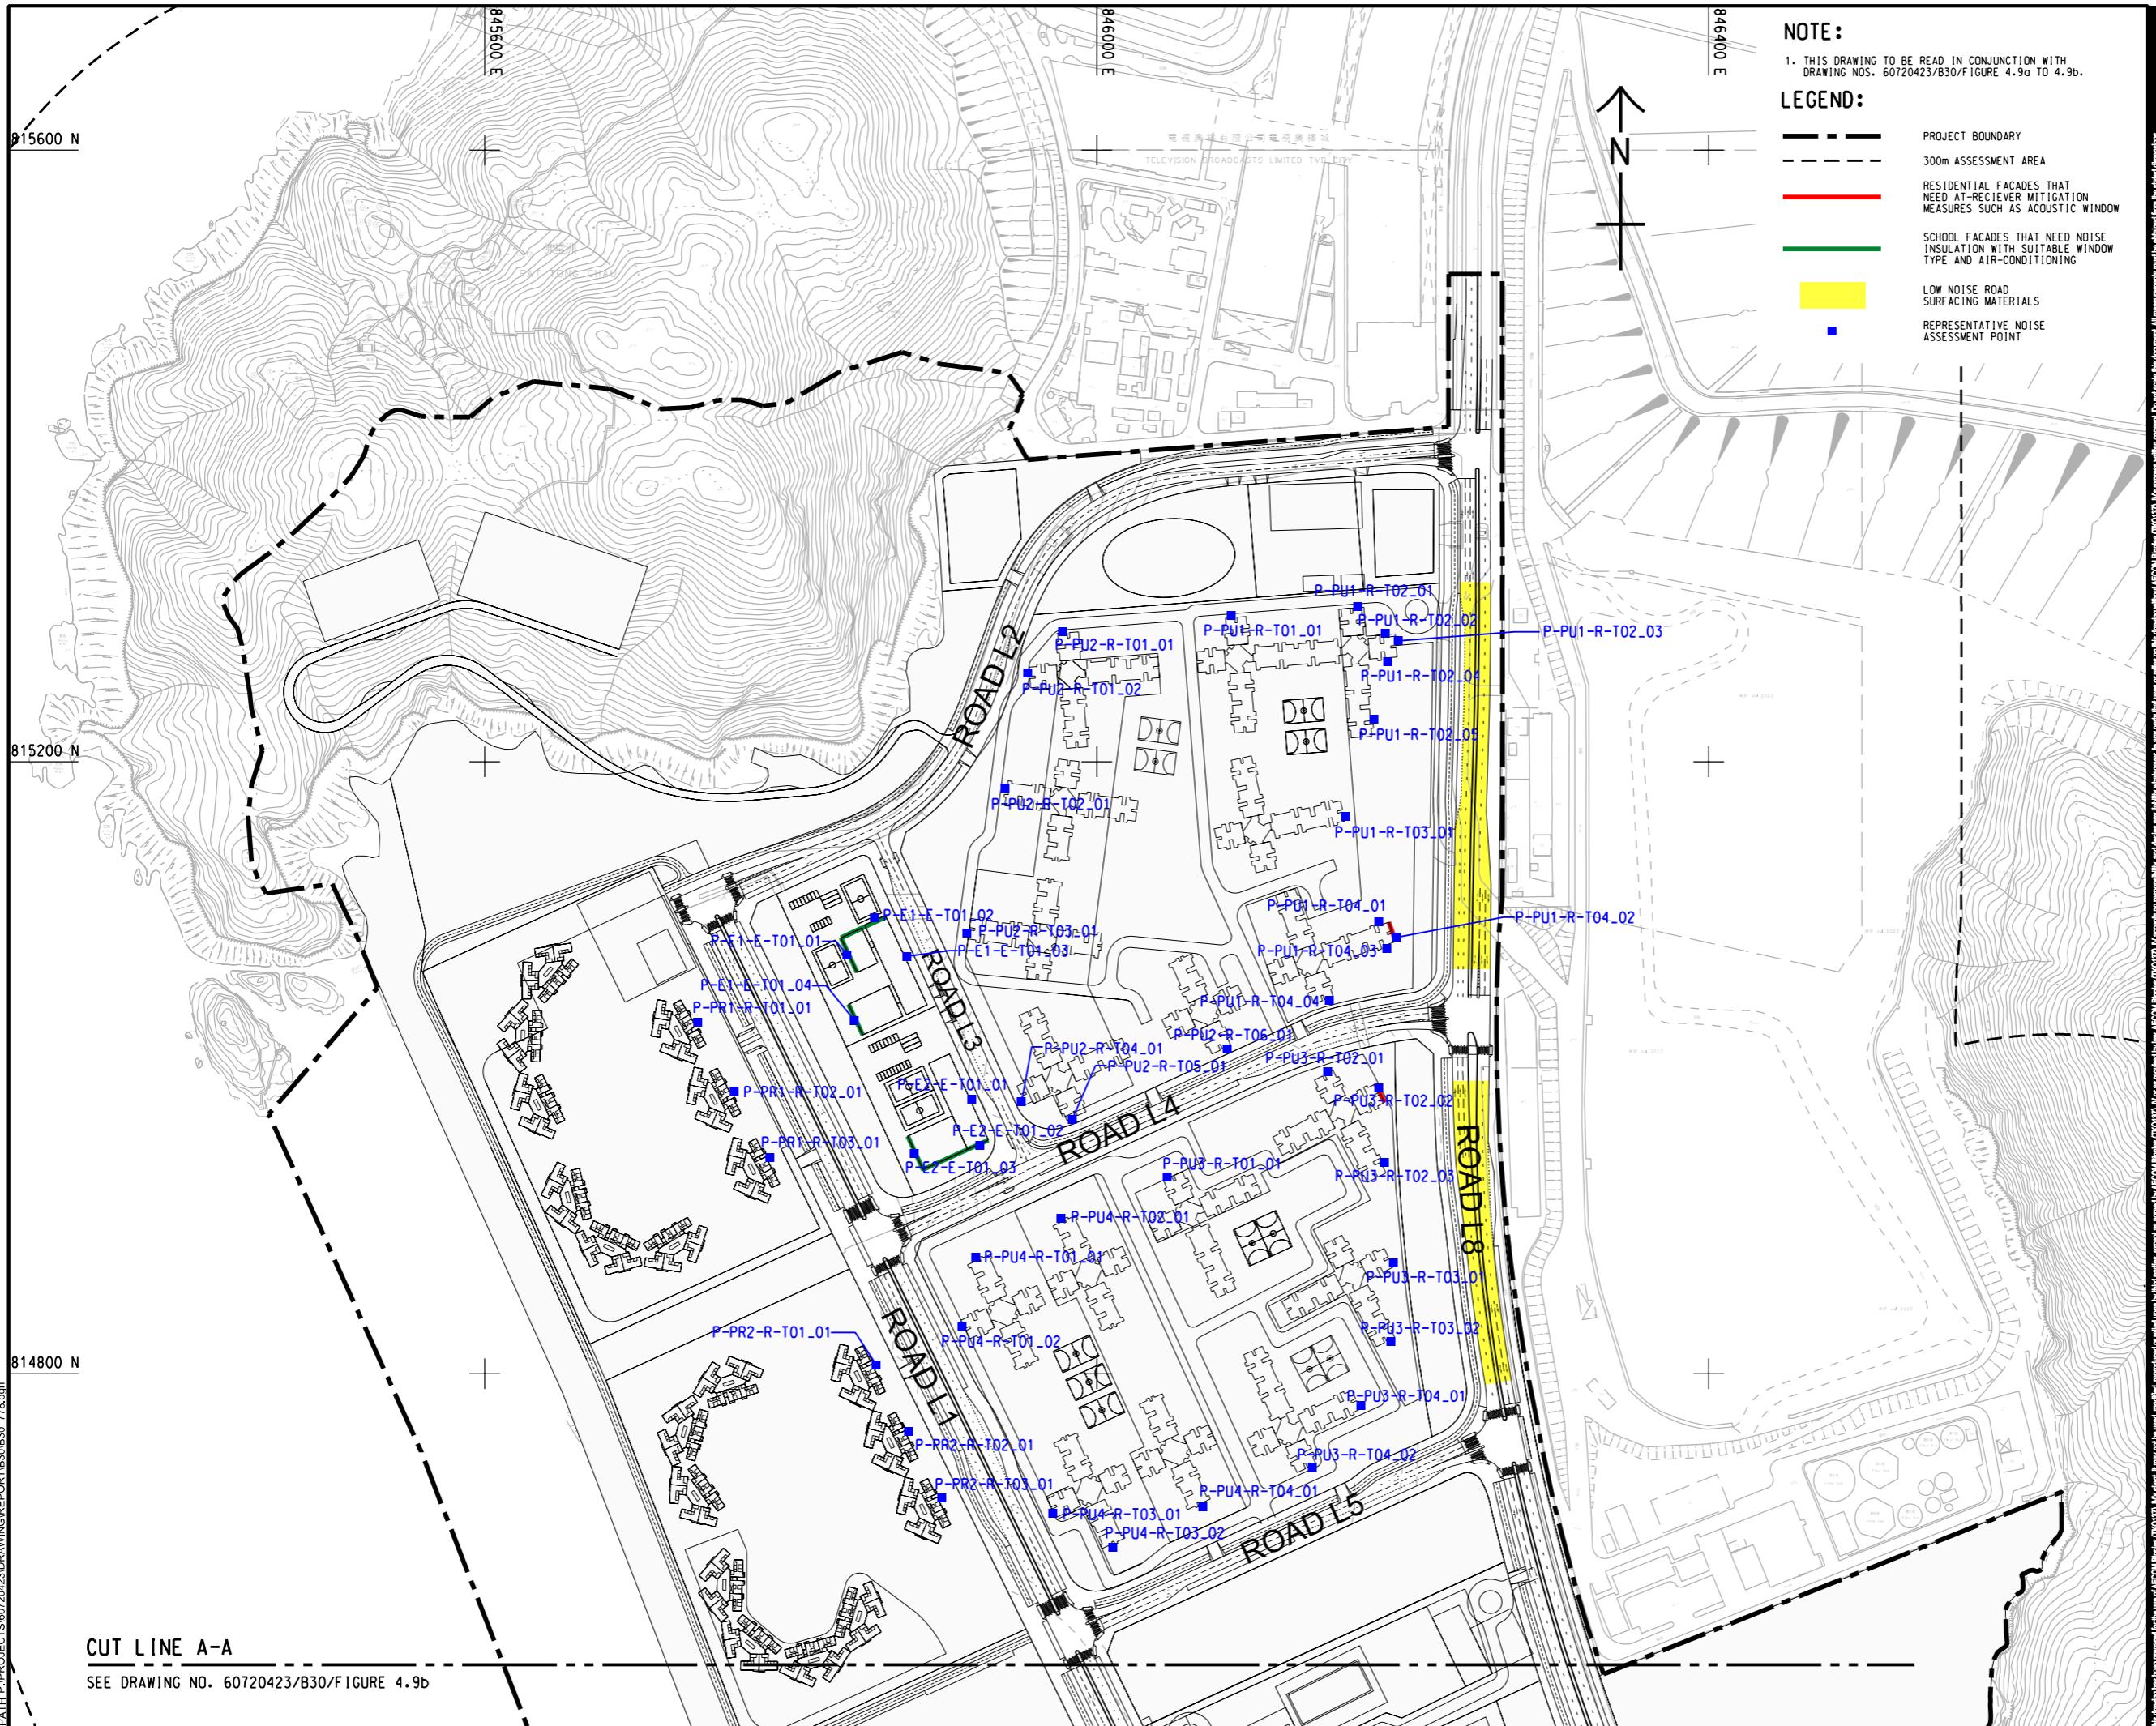 845600 E
846000 E
846400 E
NOTE:
1. THIS DRAWING TO BE READ IN CONJUNCTION WITH
DRAWING NOS. 60720423/B30/FIGURE 4.9a TO 4.9b.
LEGEND:
PROJECT BOUNDARY
300m ASSESSMENT AREA
RESIDENTIAL FACADES THAT
NEED AT-RECIEVER MITIGATION
MEASURES SUCH AS ACOUSTIC WINDOW
SCHOOL FACADES THAT NEED NOISE
INSULATION WITH SUITABLE WINDOW
TYPE AND AIR-CONDITIONING
LOW NOISE ROAD
SURFACING MATERIALS
REPRESENTATIVE NOISE
ASSESSMENT POINT
N
815600 N
TELEVISION BROADCASTS LIMITED TVB CITY
FAT TONG CHAU
P-PU1-R-T02_01
P-PU1-R-T01_01
P-PU1-R-T02_02
P-PU1-R-T02_03
P-PU2-R-T01_01
P-PU1-R-T02_04
P-PU2-R-T01_02
ROAD L2
P-PU1-R-T02_05
815200 N
P-PU2-R-T02_01
P-PU1-R-T03_01
P-PU1-R-T04_01
P-E1-E-T01_02
P-PU1-R-T04_02
P-PU2-R-T03_01
P-E1-E-T01_01
P-E1-E-T01_03
P-PU1-R-T04_03
P-E1-E-T01_04
ROAD L3
P-PR1-R-T01_01
P-PU1-R-T04_04
P-PU2-R-T06_01
P-PU2-R-T04_01
P-PU3-R-T02_01
P-PU2-R-T05_01
P-E2-E-T01_01
P-PR1-R-T02_01
P-PU3-R-T02_02
P-E2-E-T01_02
ROAD L4
P-PR1-R-T03_01
P-E2-E-T01_03
P-PU3-R-T01_01
P-PU3-R-T02_03
ROAD L8
P-PU4-R-T02_01
P-PU4-R-T01_01
P-PU3-R-T03_01
P-PR2-R-T01_01
P-PU4-R-T01_02
P-PU3-R-T03_02
814800 N
ROAD L1
P-PU3-R-T04_01
P-PR2-R-T02_01
P-PU3-R-T04_02
P-PR2-R-T03_01
P-PU4-R-T04_01
P-PU4-R-T03_01
P-PU4-R-T03_02
ROAD L5
CUT LINE A-A
SEE DRAWING NO. 60720423/B30/FIGURE 4.9b